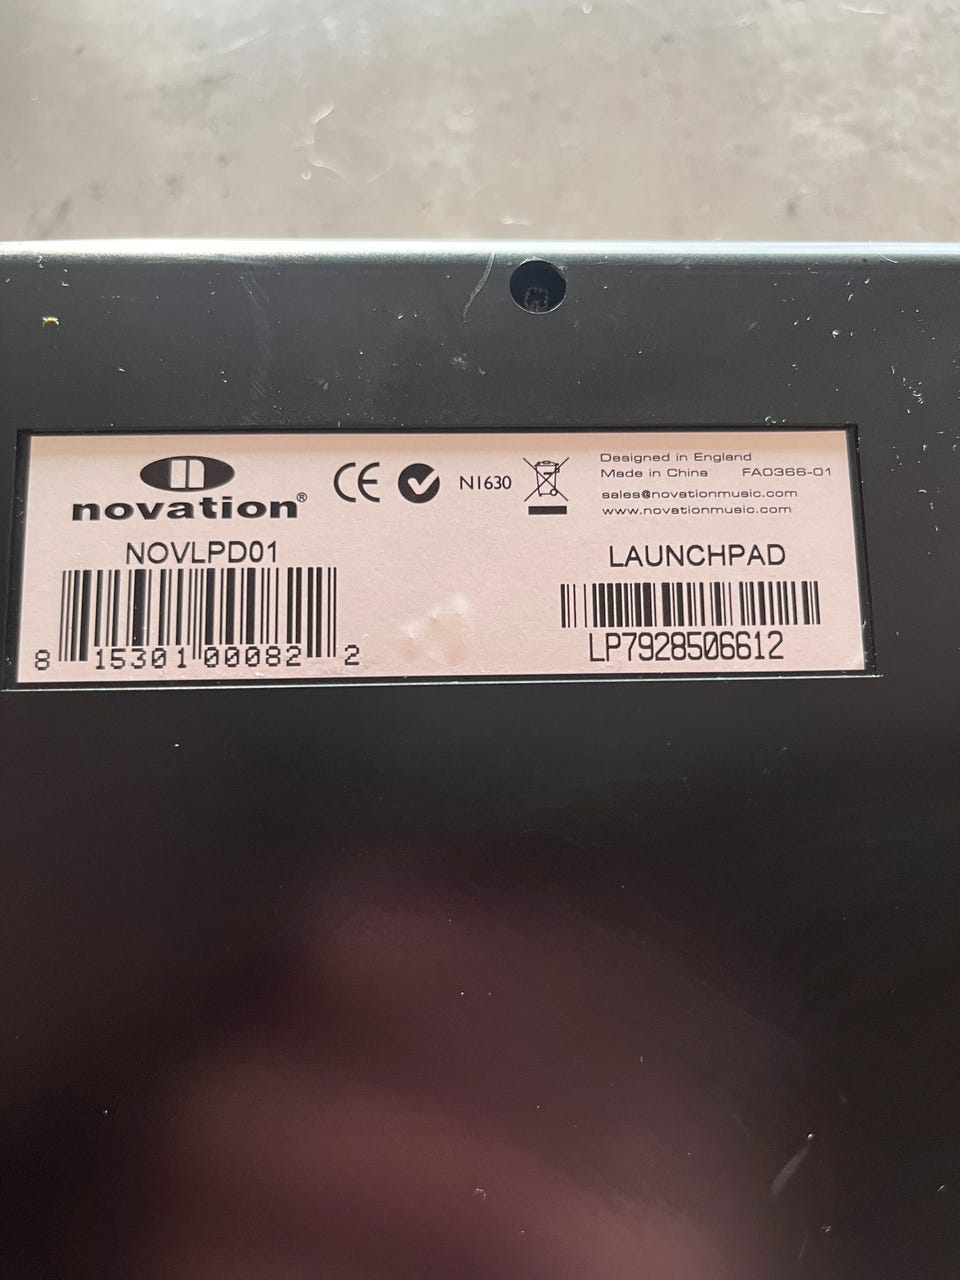 novation®
CE
N1630
Designed in England
Made in China FA0366-01
sales@novationmusic.com
www.novationmusic.com
NOVLPD01
8 15301 00082 2
LAUNCHPAD
LP7928506612